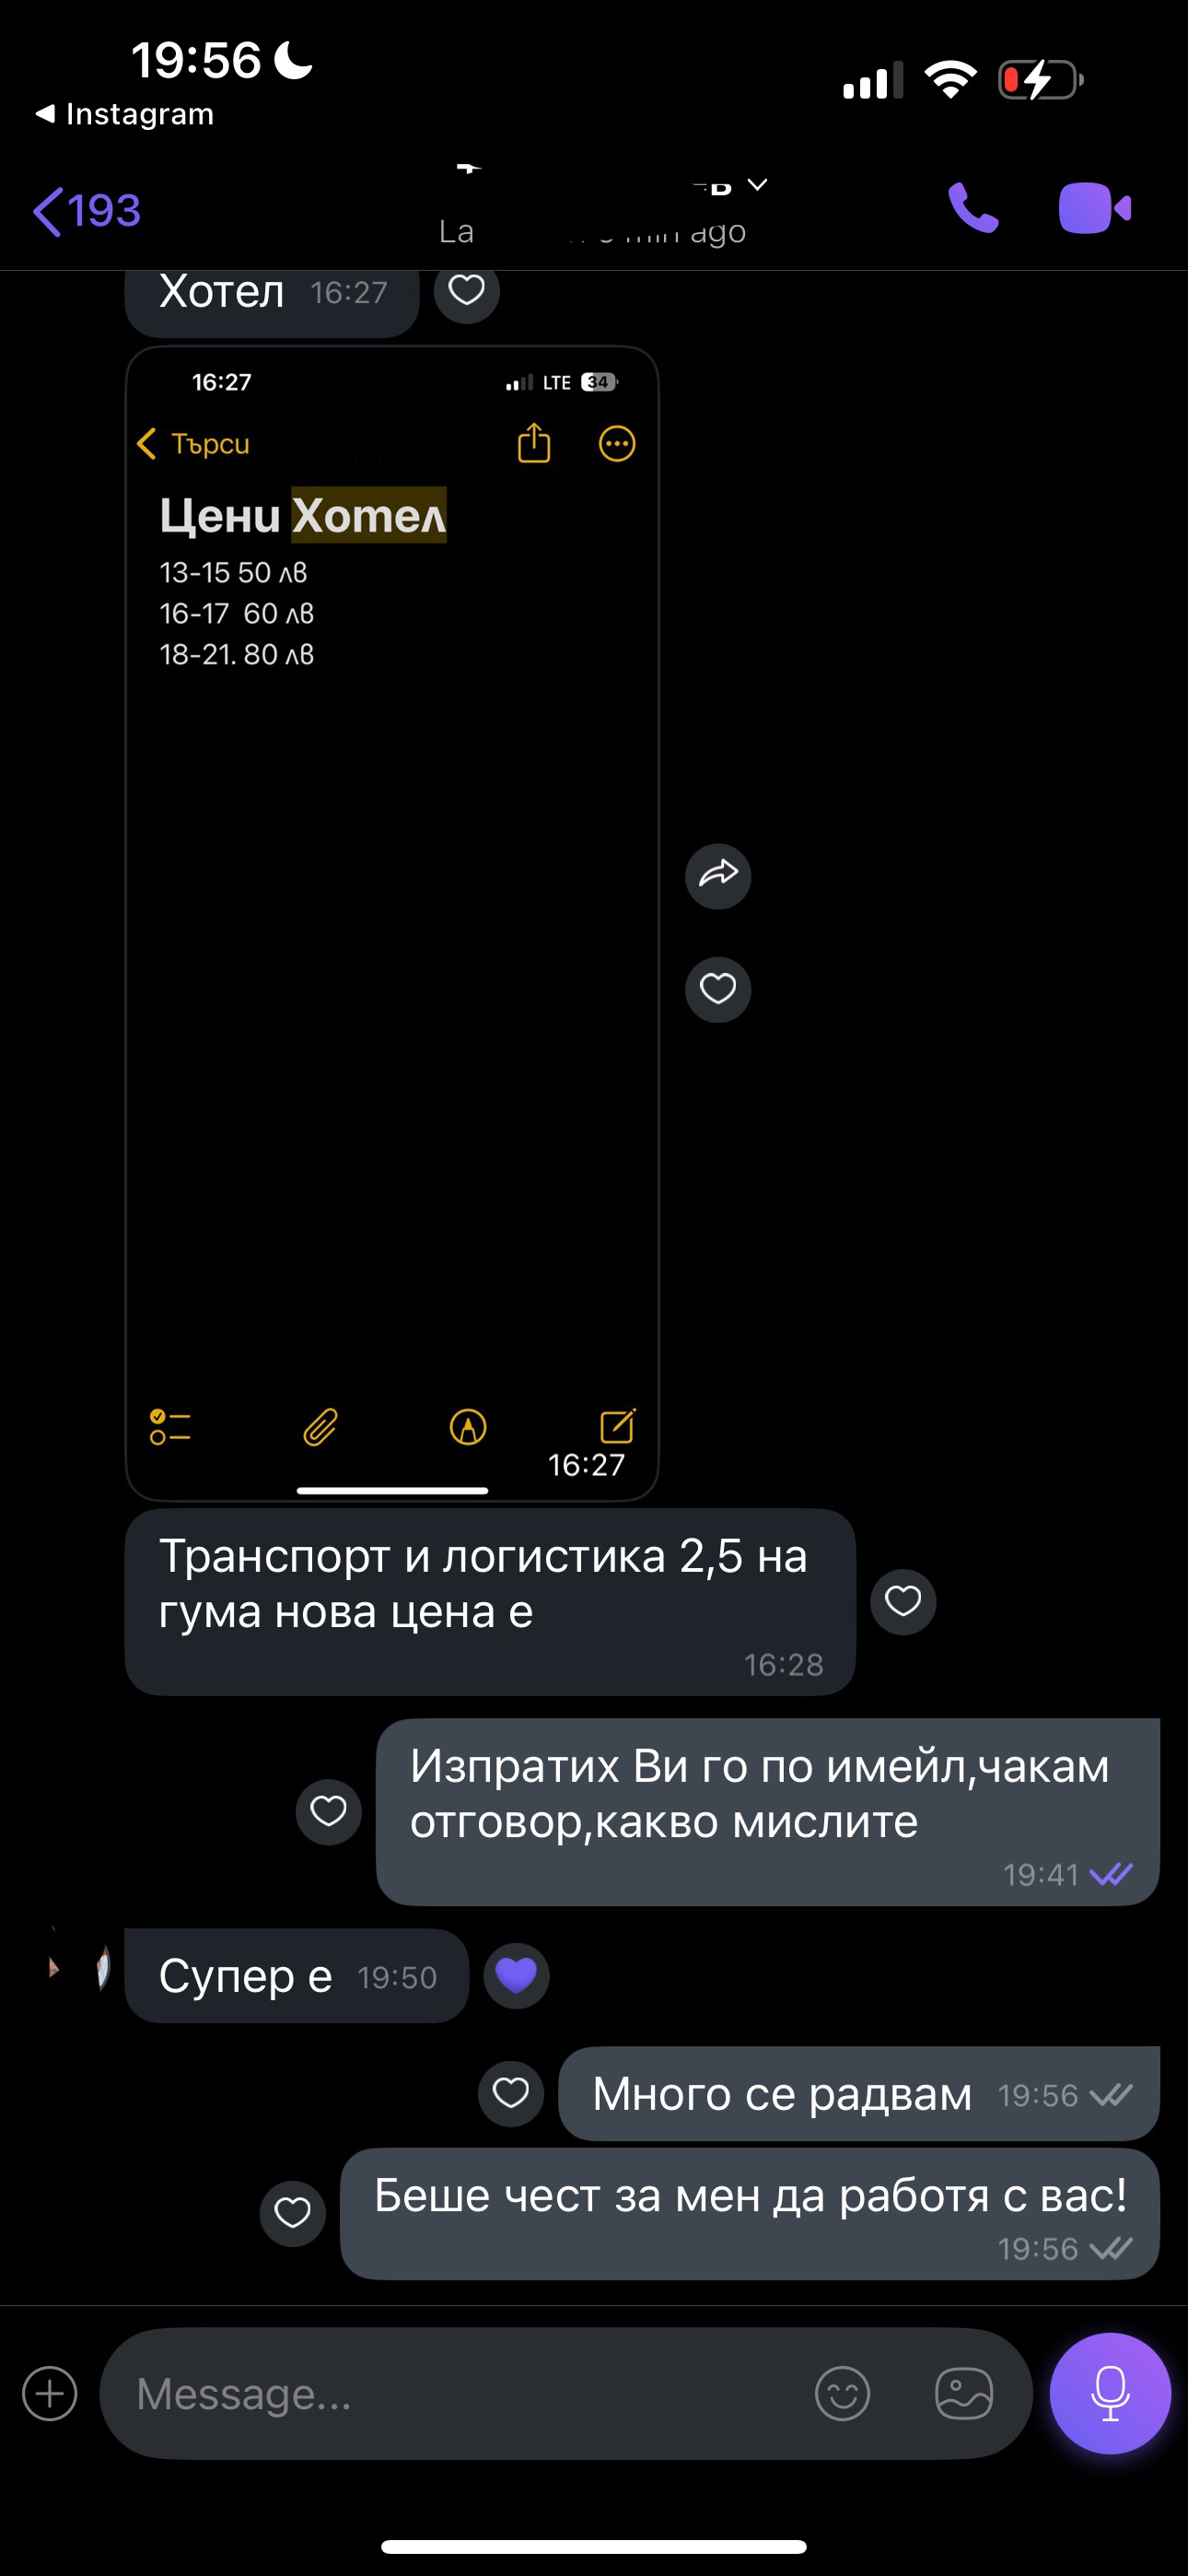 19:56
Instagram
193
La
min ago
Хотел 16:27
16:27 LTE 34
Търси
Цени Хотел
13-15 50 лв
16-17 60 лв
18-21. 80 лв
16:27
Транспорт и логистика 2,5 на
гума нова цена е
16:28
Изпратих Ви го по имейл,чакам
отговор,какво мислите
19:41
Супер е 19:50
Много се радвам 19:56
Беше чест за мен да работя с вас!
19:56
Message...